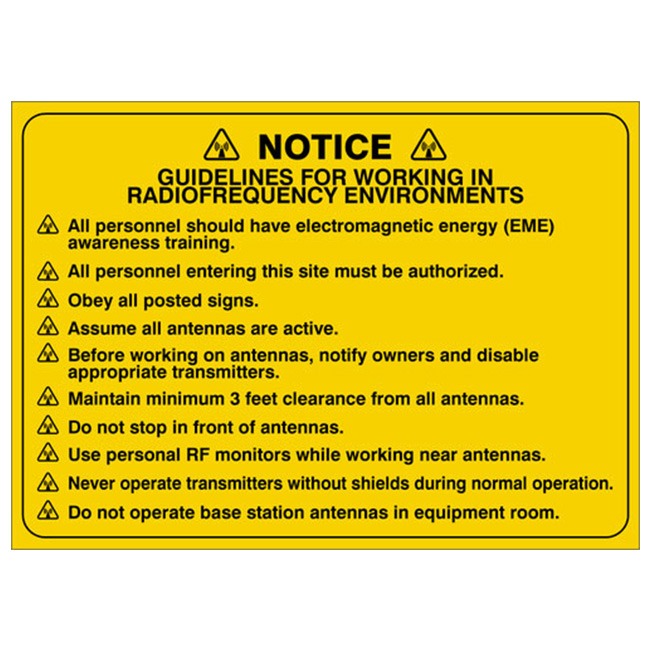 NOTICE
GUIDELINES FOR WORKING IN
RADIOFREQUENCY ENVIRONMENTS
All personnel should have electromagnetic energy (EME)
awareness training.
All personnel entering this site must be authorized.
Obey all posted signs.
Assume all antennas are active.
Before working on antennas, notify owners and disable
appropriate transmitters.
Maintain minimum 3 feet clearance from all antennas.
Do not stop in front of antennas.
Use personal RF monitors while working near antennas.
Never operate transmitters without shields during normal operation.
Do not operate base station antennas in equipment room.